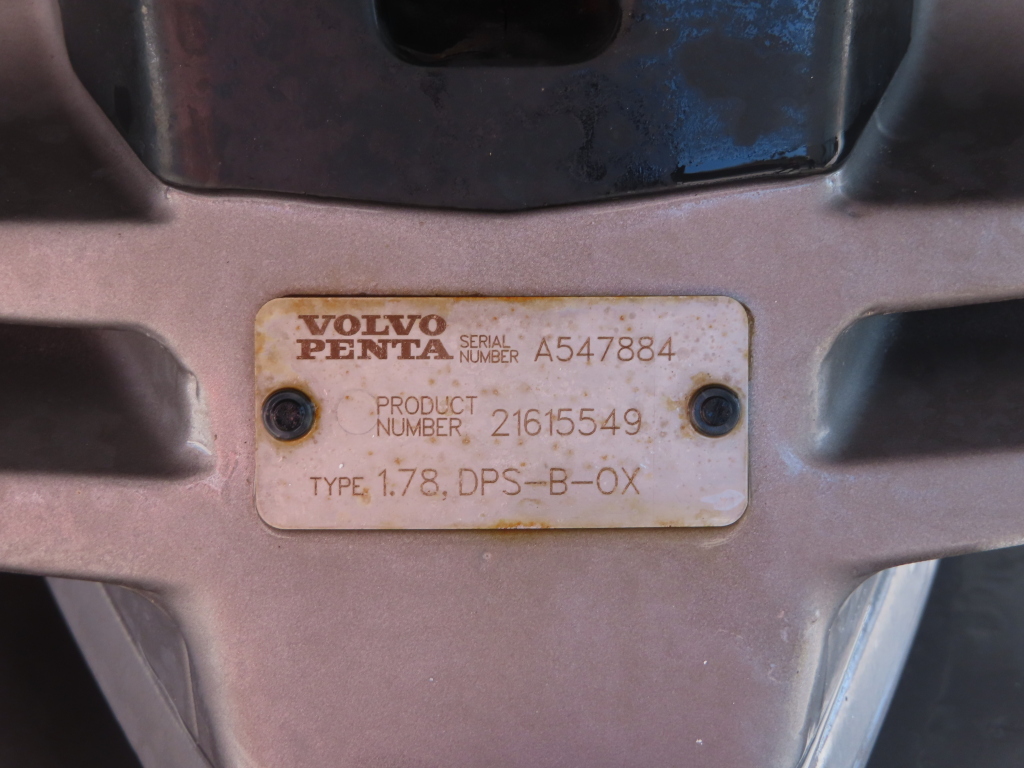 VOLVO
PENTA SERIAL NUMBER A547884
PRODUCT NUMBER 21615549
TYPE 1.78, DPS-B-OX